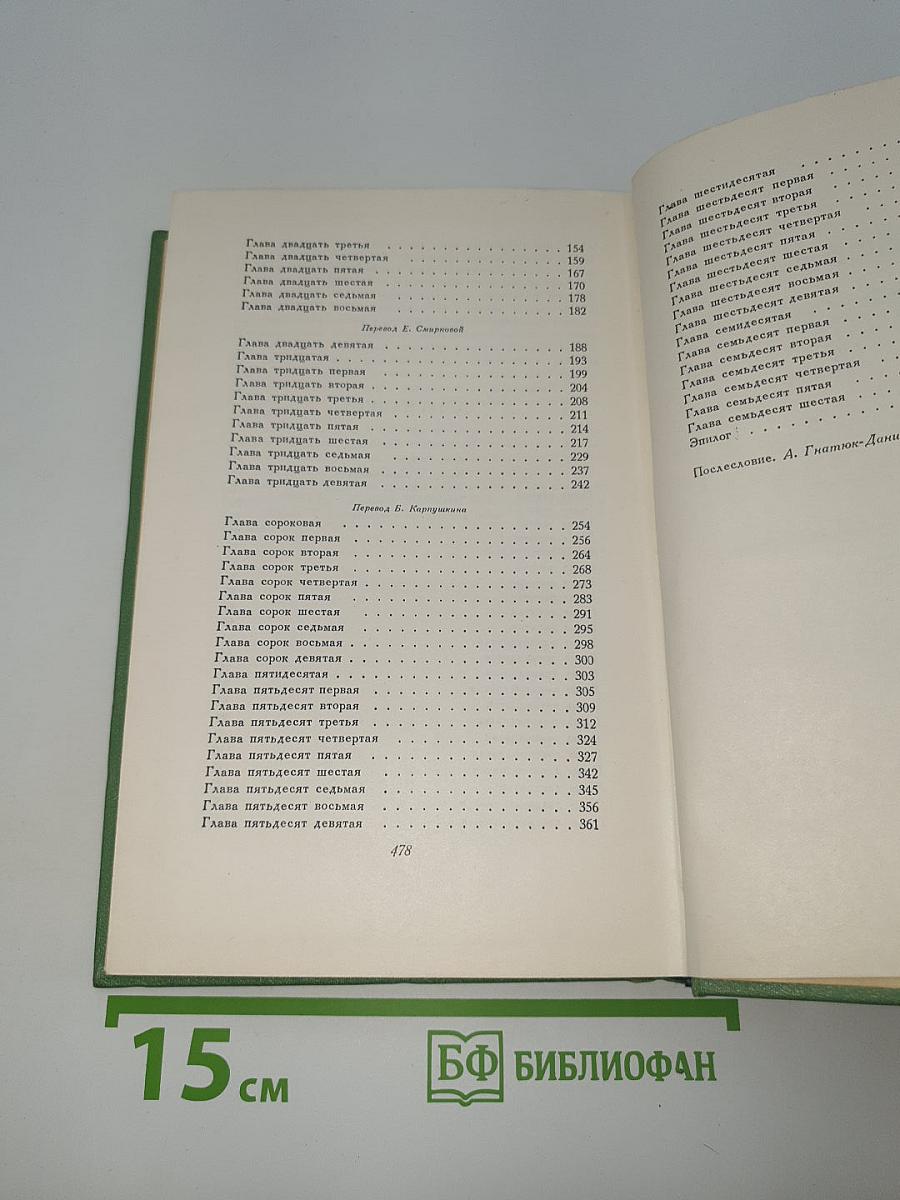 Глава двадцать третья . . . . . . . . . . . . . . . 154
Глава двадцать четвертая . . . . . . . . . . . . . 159
Глава двадцать пятая . . . . . . . . . . . . . . . 167
Глава двадцать шестая . . . . . . . . . . . . . . . 170
Глава двадцать седьмая . . . . . . . . . . . . . . 178
Глава двадцать восьмая . . . . . . . . . . . . . . 182
Перевод Е. Смирковой
Глава двадцать девятая . . . . . . . . . . . . . . 188
Глава тридцатая . . . . . . . . . . . . . . . . . . 193
Глава тридцать первая . . . . . . . . . . . . . . . 199
Глава тридцать вторая . . . . . . . . . . . . . . . 204
Глава тридцать третья . . . . . . . . . . . . . . . 208
Глава тридцать четвертая . . . . . . . . . . . . . 211
Глава тридцать пятая . . . . . . . . . . . . . . . 214
Глава тридцать шестая . . . . . . . . . . . . . . . 217
Глава тридцать седьмая . . . . . . . . . . . . . . 229
Глава тридцать восьмая . . . . . . . . . . . . . . 237
Глава тридцать девятая . . . . . . . . . . . . . . 242
Перевод Б. Карпушкина
Глава сороковая . . . . . . . . . . . . . . . . . . 254
Глава сорок первая . . . . . . . . . . . . . . . . 256
Глава сорок вторая . . . . . . . . . . . . . . . . 264
Глава сорок третья . . . . . . . . . . . . . . . . 268
Глава сорок четвертая . . . . . . . . . . . . . . . 273
Глава сорок пятая . . . . . . . . . . . . . . . . . 283
Глава сорок шестая . . . . . . . . . . . . . . . . 291
Глава сорок седьмая . . . . . . . . . . . . . . . . 295
Глава сорок восьмая . . . . . . . . . . . . . . . . 298
Глава сорок девятая . . . . . . . . . . . . . . . . 300
Глава пятидесятая . . . . . . . . . . . . . . . . . 303
Глава пятьдесят первая . . . . . . . . . . . . . . 305
Глава пятьдесят вторая . . . . . . . . . . . . . . 309
Глава пятьдесят третья . . . . . . . . . . . . . . 312
Глава пятьдесят четвертая . . . . . . . . . . . . . 324
Глава пятьдесят пятая . . . . . . . . . . . . . . . 327
Глава пятьдесят шестая . . . . . . . . . . . . . . 342
Глава пятьдесят седьмая . . . . . . . . . . . . . . 345
Глава пятьдесят восьмая . . . . . . . . . . . . . . 356
Глава пятьдесят девятая . . . . . . . . . . . . . . 361
478
Глава шестидесятая . . . . . .
Глава шестьдесят первая . . . . .
Глава шестьдесят вторая . . . . .
Глава шестьдесят третья . . . . .
Глава шестьдесят четвертая . . . .
Глава шестьдесят пятая . . . . .
Глава шестьдесят шестая . . . . .
Глава шестьдесят седьмая . . . .
Глава шестьдесят восьмая . . . .
Глава шестьдесят девятая . . . .
Глава семидесятая . . . . . .
Глава семьдесят первая . . . . .
Глава семьдесят вторая . . . . .
Глава семьдесят третья . . . . .
Глава семьдесят четвертая . .
Глава семьдесят пятая . . . .
Глава семьдесят шестая . . . .
Эпилог . . . . . . . . . .
Послесловие. А. Гнатюк-Дани
15 см
БФ БИБЛИОФАН